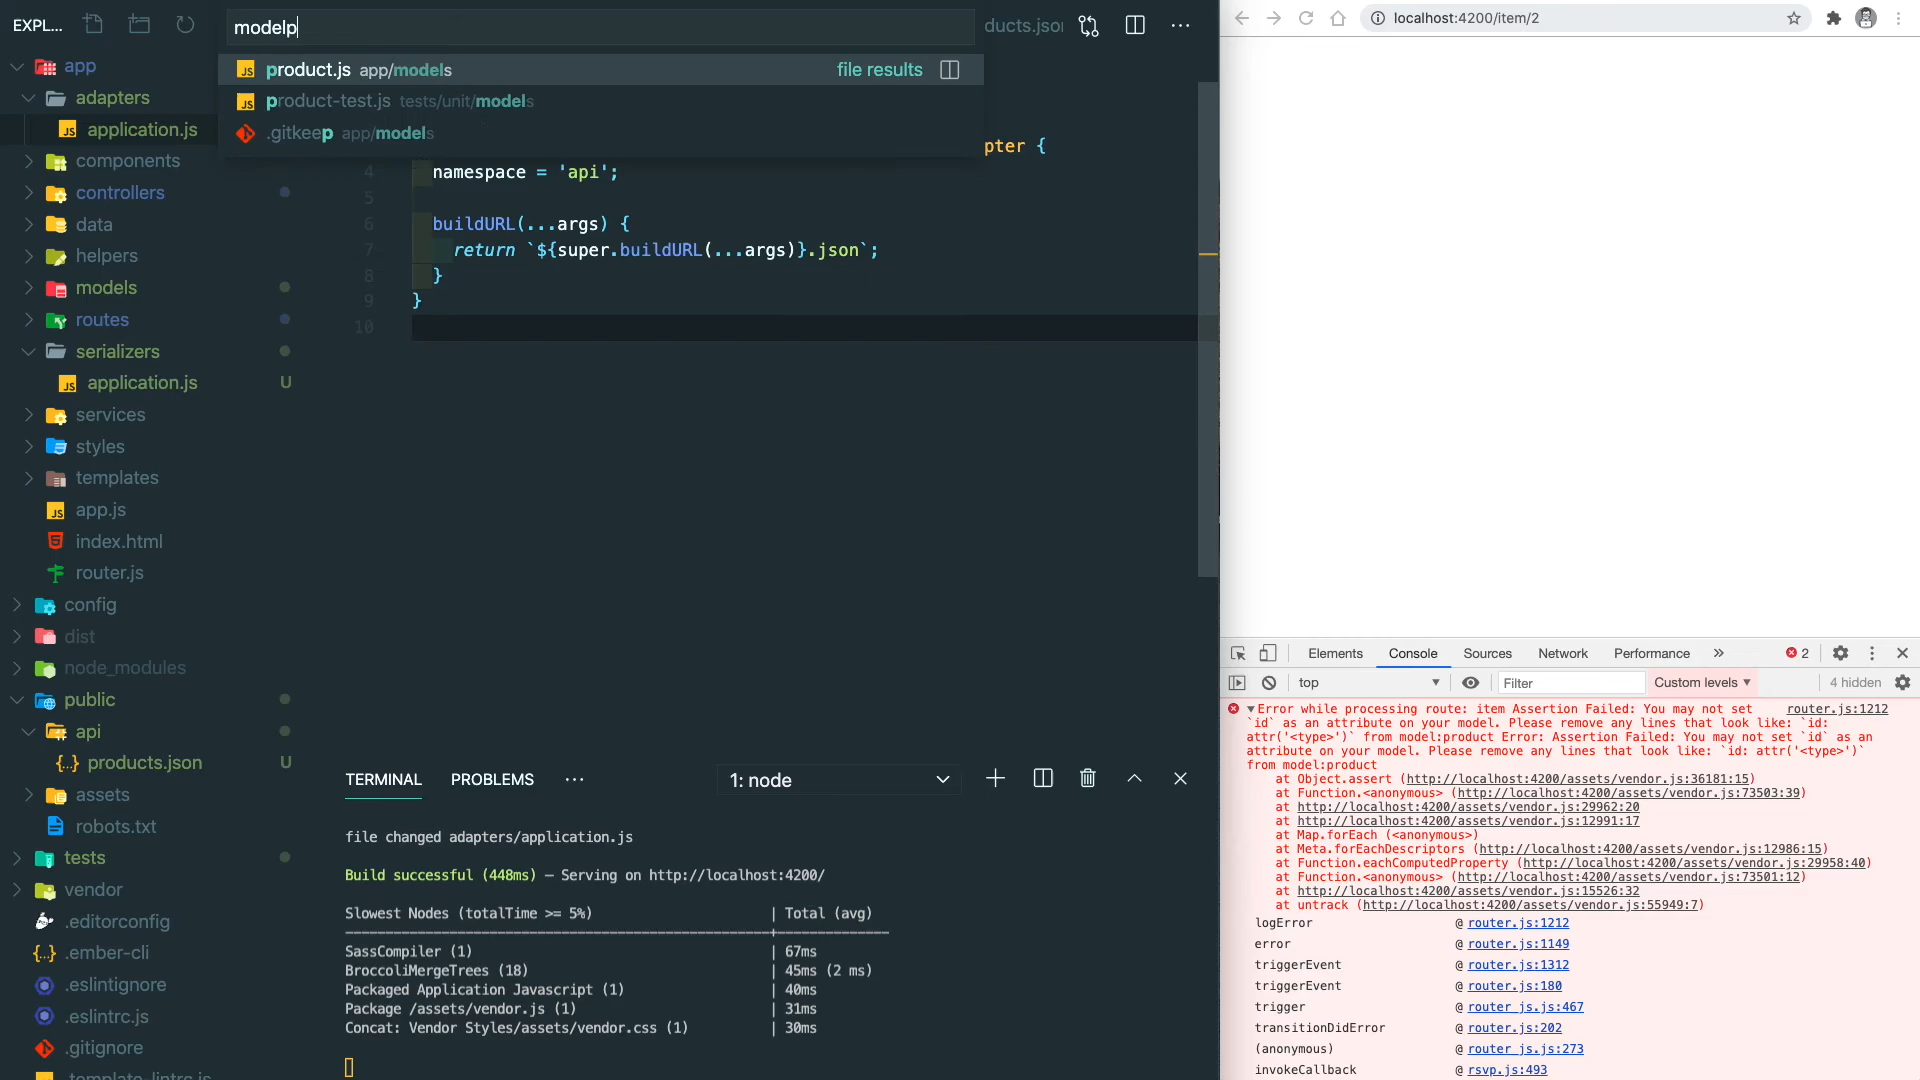 EXPL...
modelp
ducts.json
localhost:4200/item/2
product.js app/models file results
product-test.js tests/unit/models
.gitkeep app/models
app
adapters
application.js
components
controllers
data
helpers
models
routes
serializers
application.js U
services
styles
templates
app.js
index.html
router.js
config
dist
node_modules
public
api
products.json U
assets
robots.txt
tests
vendor
.editorconfig
.ember-cli
.eslintignore
.eslintrc.js
.gitignore
.template-lintrc.js
pter {
4 namespace = 'api';
5
6 buildURL(...args) {
7 return `${super.buildURL(...args)}.json`;
8 }
9 }
10
TERMINAL PROBLEMS ··· 1: node
file changed adapters/application.js
Build successful (448ms) – Serving on http://localhost:4200/
Slowest Nodes (totalTime >= 5%) | Total (avg)
SassCompiler (1) | 67ms
BroccoliMergeTrees (18) | 45ms (2 ms)
Packaged Application Javascript (1) | 40ms
Package /assets/vendor.js (1) | 31ms
Concat: Vendor Styles/assets/vendor.css (1) | 30ms
Elements Console Sources Network Performance » 2
top Filter Custom levels 4 hidden
Error while processing route: item Assertion Failed: You may not set router.js:1212
`id` as an attribute on your model. Please remove any lines that look like: `id:
attr('<type>')` from model:product Error: Assertion Failed: You may not set `id` as an
attribute on your model. Please remove any lines that look like: `id: attr('<type>')`
from model:product
at Object.assert (http://localhost:4200/assets/vendor.js:36181:15)
at Function.<anonymous> (http://localhost:4200/assets/vendor.js:73503:39)
at http://localhost:4200/assets/vendor.js:29962:20
at http://localhost:4200/assets/vendor.js:12991:17
at Map.forEach (<anonymous>)
at Meta.forEachDescriptors (http://localhost:4200/assets/vendor.js:12986:15)
at Function.eachComputedProperty (http://localhost:4200/assets/vendor.js:29958:40)
at Function.<anonymous> (http://localhost:4200/assets/vendor.js:73501:12)
at http://localhost:4200/assets/vendor.js:15526:32
at untrack (http://localhost:4200/assets/vendor.js:55949:7)
logError @ router.js:1212
error @ router.js:1149
triggerEvent @ router.js:1312
triggerEvent @ router.js:180
trigger @ router_js.js:467
transitionDidError @ router.js:202
(anonymous) @ router_js.js:273
invokeCallback @ rsvp.js:493